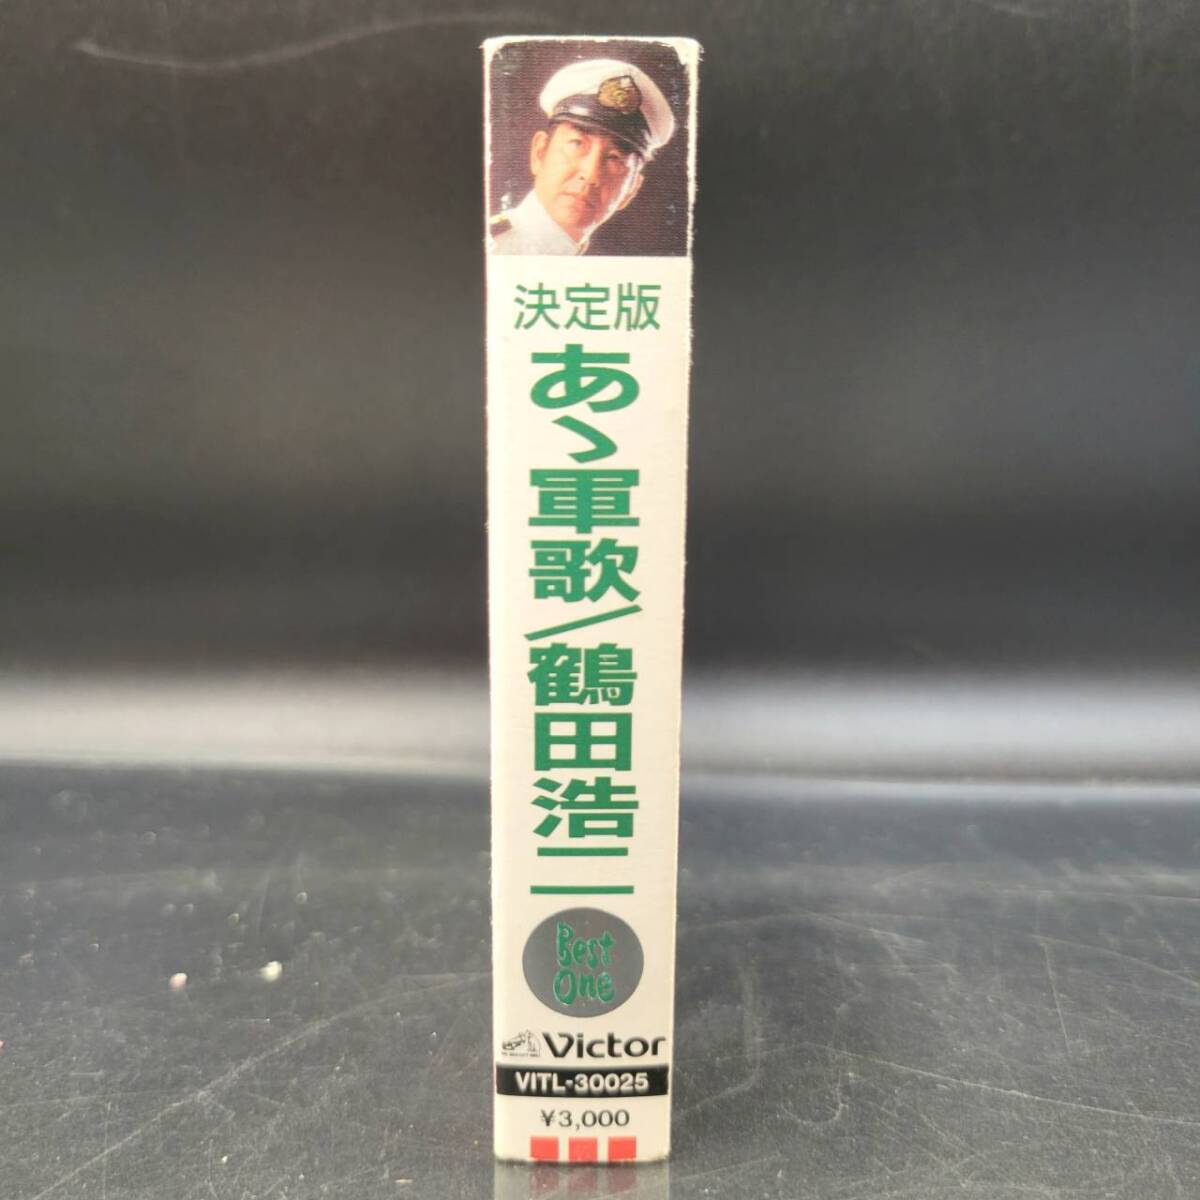 決定版
あゝ軍歌/鶴田浩二
Best
One
Victor
VITL-30025
¥3,000